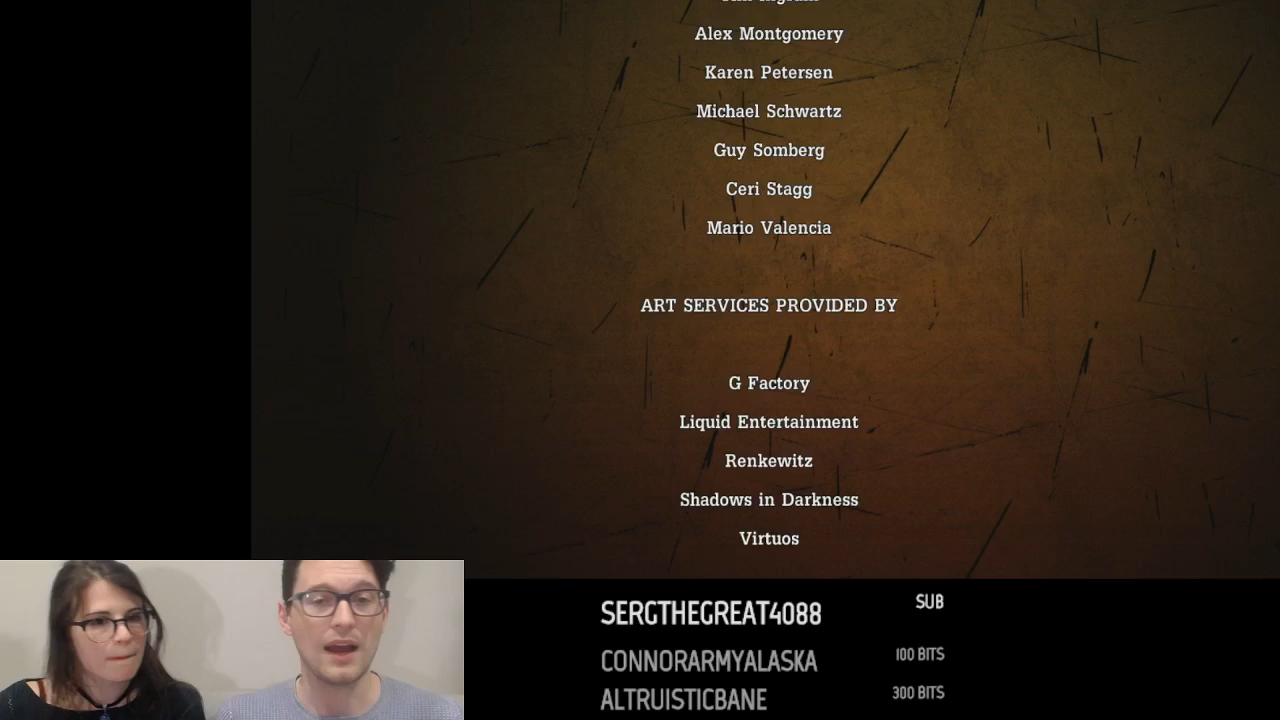 Alex Montgomery
Karen Petersen
Michael Schwartz
Guy Somberg
Ceri Stagg
Mario Valencia
ART SERVICES PROVIDED BY
G Factory
Liquid Entertainment
Renkewitz
Shadows in Darkness
Virtuos
SERGTHEGREAT4088 SUB
CONNORARMYALASKA 100 BITS
ALTRUISTICBANE 300 BITS